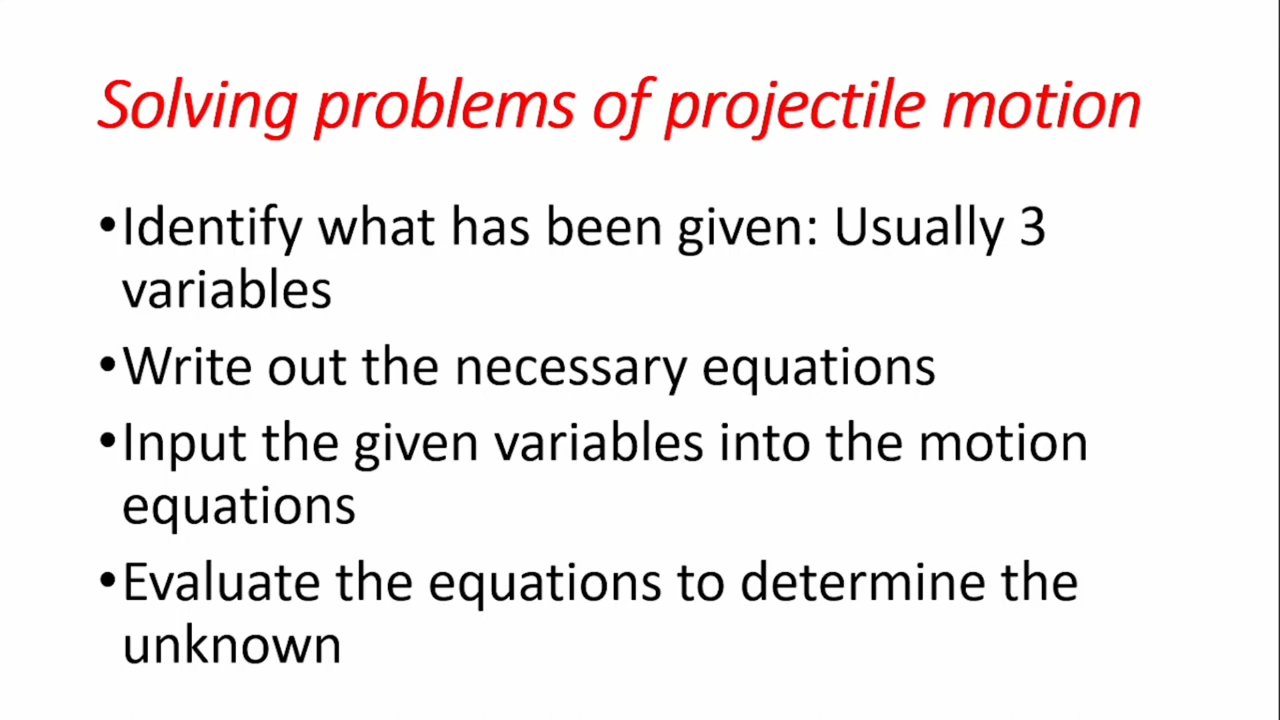 Solving problems of projectile motion
•Identify what has been given: Usually 3
variables
•Write out the necessary equations
•Input the given variables into the motion
equations
•Evaluate the equations to determine the
unknown